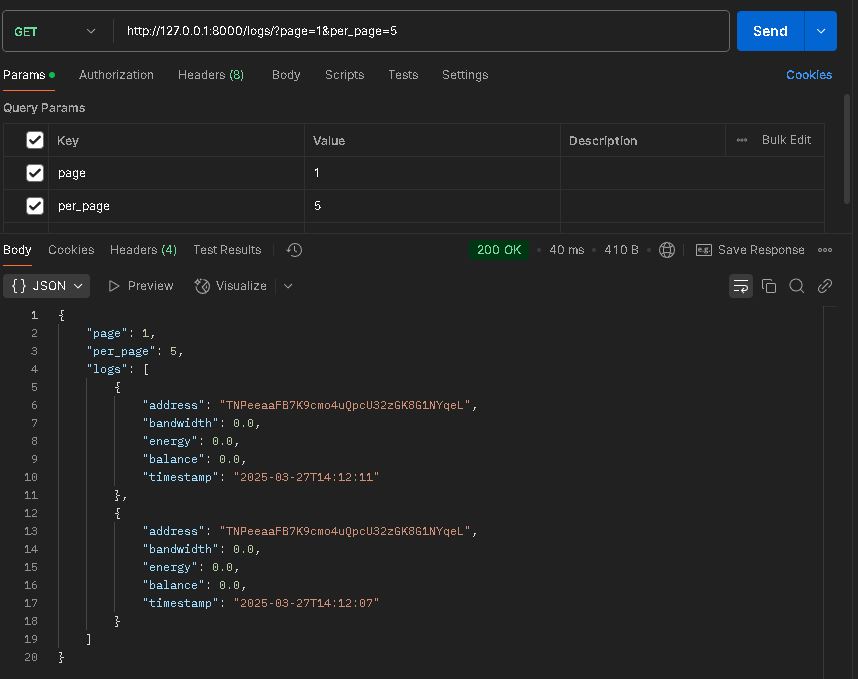 GET http://127.0.0.1:8000/logs/?page=1&per_page=5 Send
Params Authorization Headers (8) Body Scripts Tests Settings Cookies
Query Params
Key Value Description Bulk Edit
page 1
per_page 5
Body Cookies Headers (4) Test Results 200 OK 40 ms 410 B e.g. Save Response
{} JSON Preview Visualize
1 {
2 "page": 1,
3 "per_page": 5,
4 "logs": [
5 {
6 "address": "TNPeeaaFB7K9cmo4uQpcU32zGK8G1NYqeL",
7 "bandwidth": 0.0,
8 "energy": 0.0,
9 "balance": 0.0,
10 "timestamp": "2025-03-27T14:12:11"
11 },
12 {
13 "address": "TNPeeaaFB7K9cmo4uQpcU32zGK8G1NYqeL",
14 "bandwidth": 0.0,
15 "energy": 0.0,
16 "balance": 0.0,
17 "timestamp": "2025-03-27T14:12:07"
18 }
19 ]
20 }